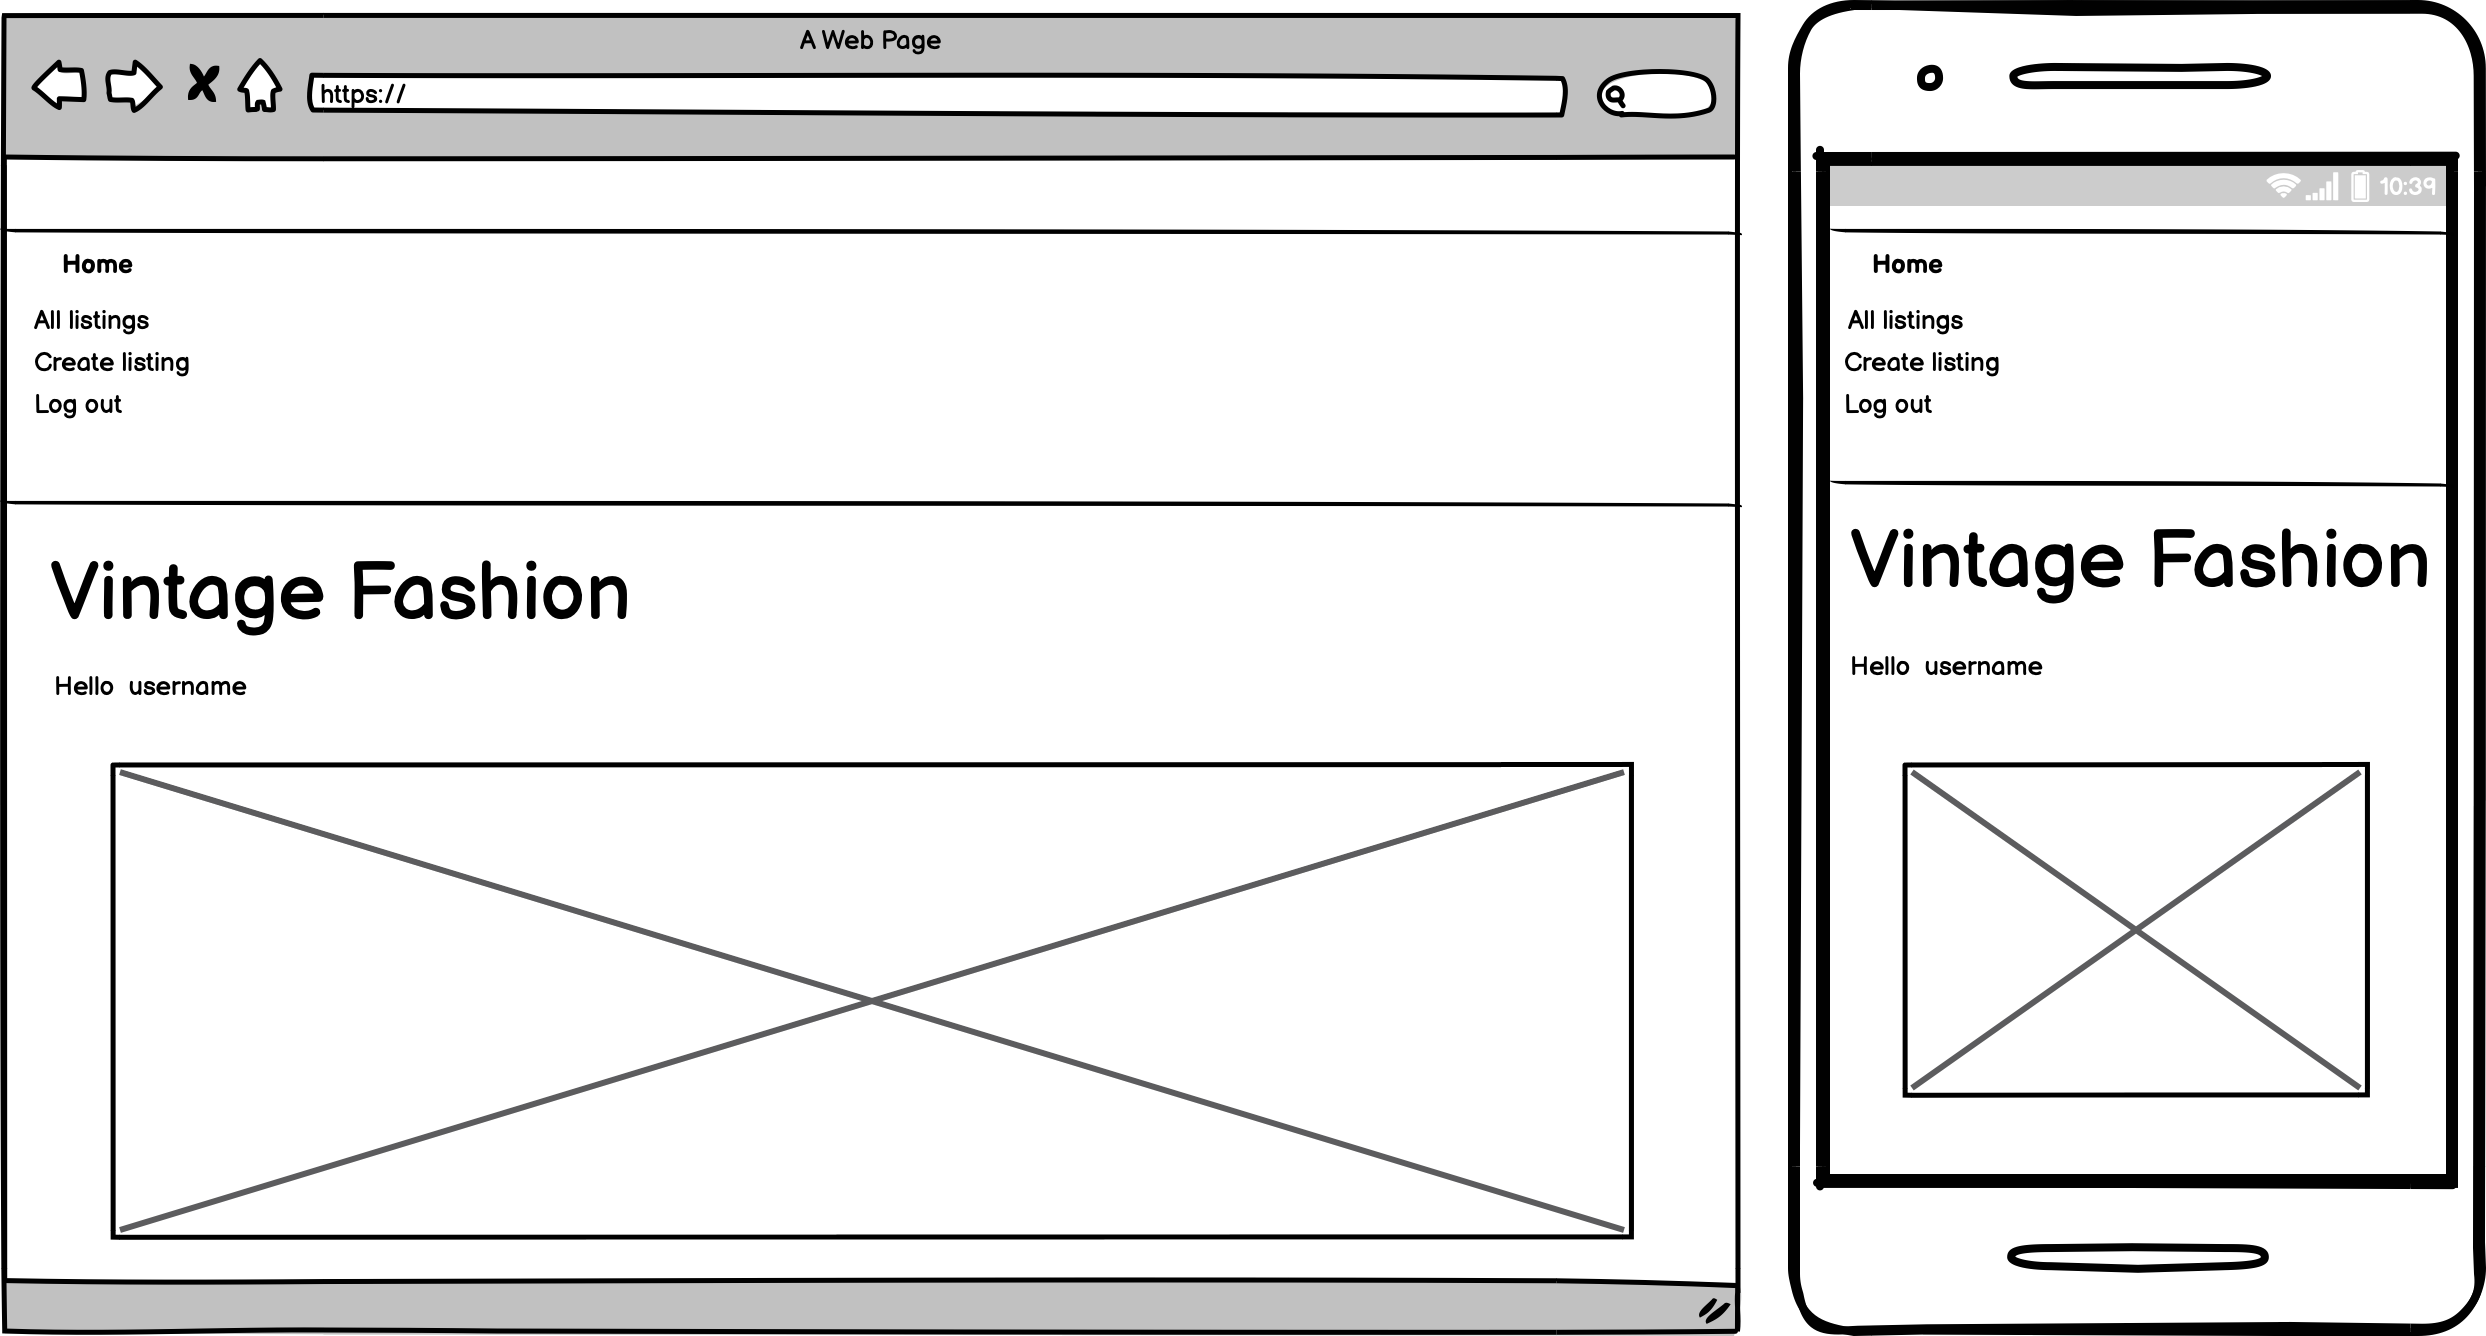 A Web Page
https://
Home
All listings
Create listing
Log out
Vintage Fashion
Hello username
10:39
Home
All listings
Create listing
Log out
Vintage Fashion
Hello username